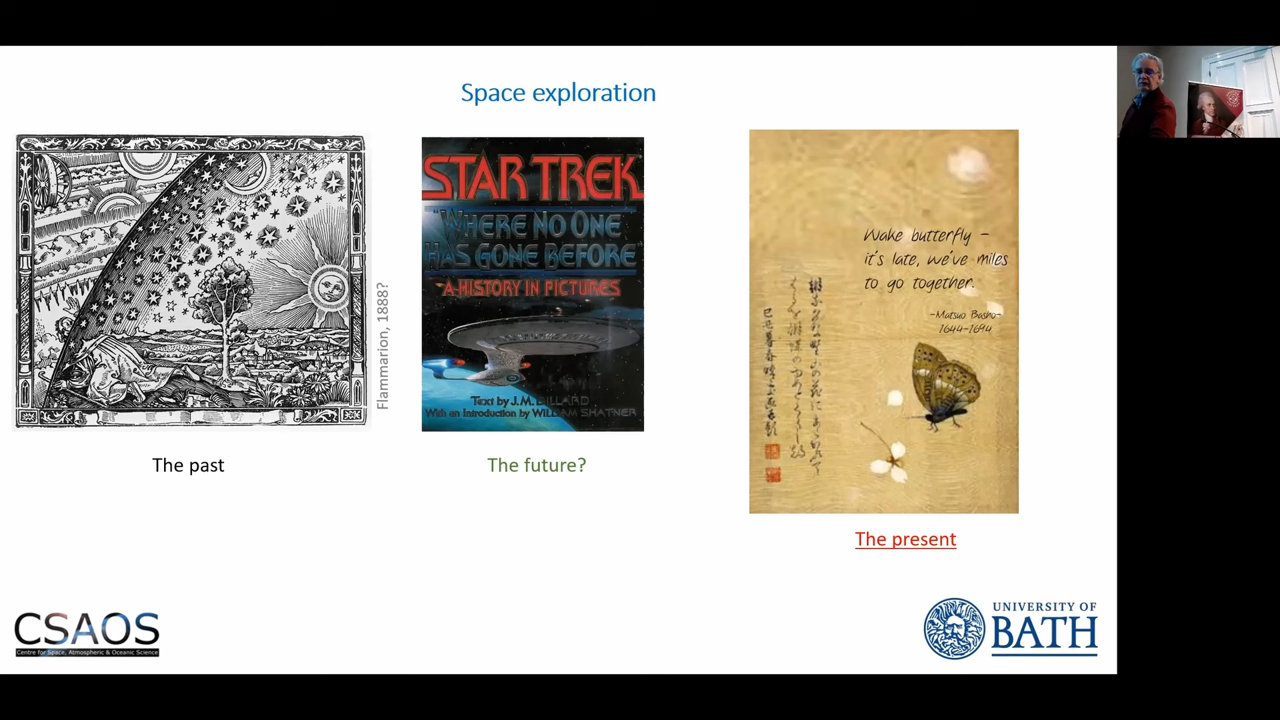 Space exploration
STAR TREK
"WHERE NO ONE
HAS GONE BEFORE"
A HISTORY IN PICTURES
Text by J.M. DILLARD
With an Introduction by WILLIAM SHATNER
Flammarion, 1888?
Wake butterfly -
it's late, we've miles
to go together.
-Matsuo Basho-
1644-1694
The past
The future?
The present
CSAOS
Centre for Space, Atmospheric & Oceanic Science
UNIVERSITY OF
BATH